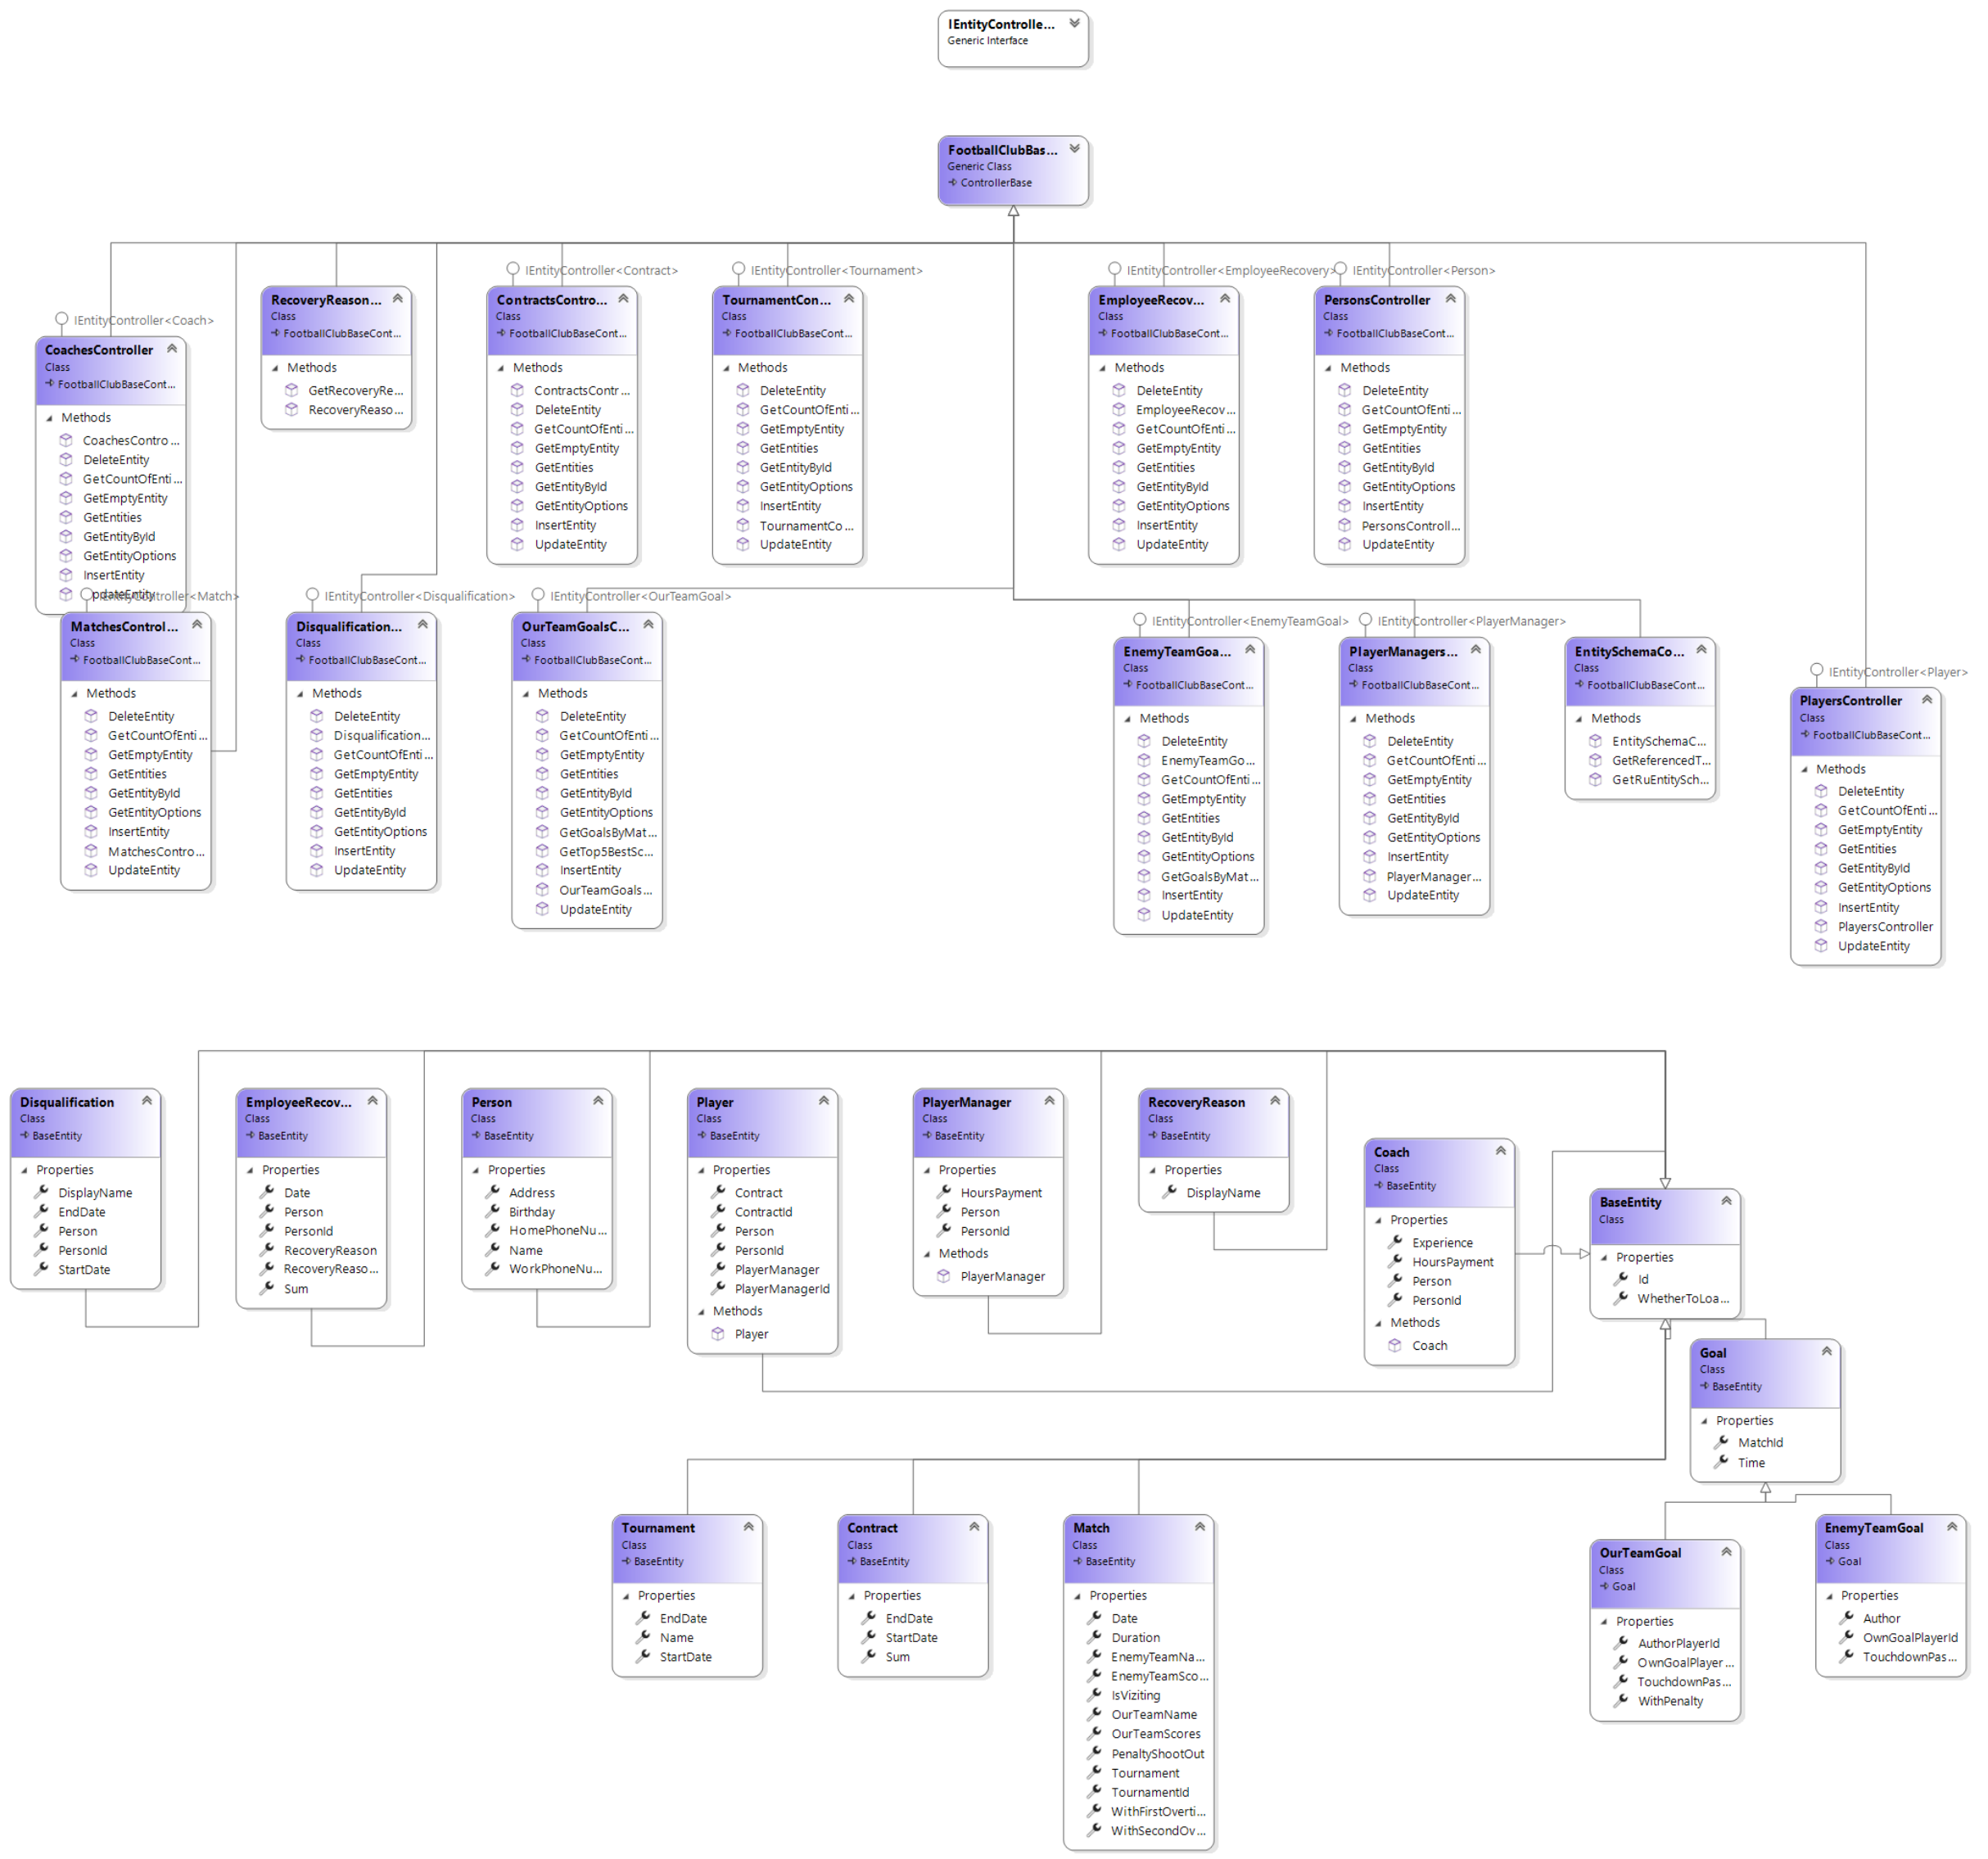 IEntityControlle...
Generic Interface
FootballClubBas...
Generic Class
ControllerBase
IEntityController<Coach>
CoachesController
Class
FootballClubBaseCont...
Methods
CoachesContro...
DeleteEntity
GetCountOfEnti...
GetEmptyEntity
GetEntities
GetEntityById
GetEntityOptions
InsertEntity
UpdateEntity
RecoveryReason...
Class
FootballClubBaseCont...
Methods
GetRecoveryRe...
RecoveryReaso...
IEntityController<Contract>
ContractsContro...
Class
FootballClubBaseCont...
Methods
ContractsContr...
DeleteEntity
GetCountOfEnti...
GetEmptyEntity
GetEntities
GetEntityById
GetEntityOptions
InsertEntity
UpdateEntity
IEntityController<Tournament>
TournamentCon...
Class
FootballClubBaseCont...
Methods
DeleteEntity
GetCountOfEnti...
GetEmptyEntity
GetEntities
GetEntityById
GetEntityOptions
InsertEntity
TournamentCo...
UpdateEntity
IEntityController<EmployeeRecovery>
EmployeeRecov...
Class
FootballClubBaseCont...
Methods
DeleteEntity
EmployeeRecov...
GetCountOfEnti...
GetEmptyEntity
GetEntities
GetEntityById
GetEntityOptions
InsertEntity
UpdateEntity
IEntityController<Person>
PersonsController
Class
FootballClubBaseCont...
Methods
DeleteEntity
GetCountOfEnti...
GetEmptyEntity
GetEntities
GetEntityById
GetEntityOptions
InsertEntity
PersonsControll...
UpdateEntity
IEntityController<Match>
MatchesControl...
Class
FootballClubBaseCont...
Methods
DeleteEntity
GetCountOfEnti...
GetEmptyEntity
GetEntities
GetEntityById
GetEntityOptions
InsertEntity
MatchesContro...
UpdateEntity
IEntityController<Disqualification>
Disqualification...
Class
FootballClubBaseCont...
Methods
DeleteEntity
Disqualification...
GetCountOfEnti...
GetEmptyEntity
GetEntities
GetEntityById
GetEntityOptions
InsertEntity
UpdateEntity
IEntityController<OurTeamGoal>
OurTeamGoalsC...
Class
FootballClubBaseCont...
Methods
DeleteEntity
GetCountOfEnti...
GetEmptyEntity
GetEntities
GetEntityById
GetEntityOptions
GetGoalsByMat...
GetTop5BestSc...
InsertEntity
OurTeamGoals...
UpdateEntity
IEntityController<EnemyTeamGoal>
EnemyTeamGoa...
Class
FootballClubBaseCont...
Methods
DeleteEntity
EnemyTeamGo...
GetCountOfEnti...
GetEmptyEntity
GetEntities
GetEntityById
GetEntityOptions
GetGoalsByMat...
InsertEntity
UpdateEntity
IEntityController<PlayerManager>
PlayerManagers...
Class
FootballClubBaseCont...
Methods
DeleteEntity
GetCountOfEnti...
GetEmptyEntity
GetEntities
GetEntityById
GetEntityOptions
InsertEntity
PlayerManager...
UpdateEntity
EntitySchemaCo...
Class
FootballClubBaseCont...
Methods
EntitySchemaC...
GetReferencedT...
GetRuEntitySch...
IEntityController<Player>
PlayersController
Class
FootballClubBaseCont...
Methods
DeleteEntity
GetCountOfEnti...
GetEmptyEntity
GetEntities
GetEntityById
GetEntityOptions
InsertEntity
PlayersController
UpdateEntity
Disqualification
Class
BaseEntity
Properties
DisplayName
EndDate
Person
PersonId
StartDate
EmployeeRecov...
Class
BaseEntity
Properties
Date
Person
PersonId
RecoveryReason
RecoveryReaso...
Sum
Person
Class
BaseEntity
Properties
Address
Birthday
HomePhoneNu...
Name
WorkPhoneNu...
Player
Class
BaseEntity
Properties
Contract
ContractId
Person
PersonId
PlayerManager
PlayerManagerId
Methods
Player
PlayerManager
Class
BaseEntity
Properties
HoursPayment
Person
PersonId
Methods
PlayerManager
RecoveryReason
Class
BaseEntity
Properties
DisplayName
Coach
Class
BaseEntity
Properties
Experience
HoursPayment
Person
PersonId
Methods
Coach
BaseEntity
Class
Properties
Id
WhetherToLoa...
Goal
Class
BaseEntity
Properties
MatchId
Time
Tournament
Class
BaseEntity
Properties
EndDate
Name
StartDate
Contract
Class
BaseEntity
Properties
EndDate
StartDate
Sum
Match
Class
BaseEntity
Properties
Date
Duration
EnemyTeamNa...
EnemyTeamSco...
IsViziting
OurTeamName
OurTeamScores
PenaltyShootOut
Tournament
TournamentId
WithFirstOverti...
WithSecondOv...
OurTeamGoal
Class
Goal
Properties
AuthorPlayerId
OwnGoalPlayer...
TouchdownPas...
WithPenalty
EnemyTeamGoal
Class
Goal
Properties
Author
OwnGoalPlayerId
TouchdownPas...